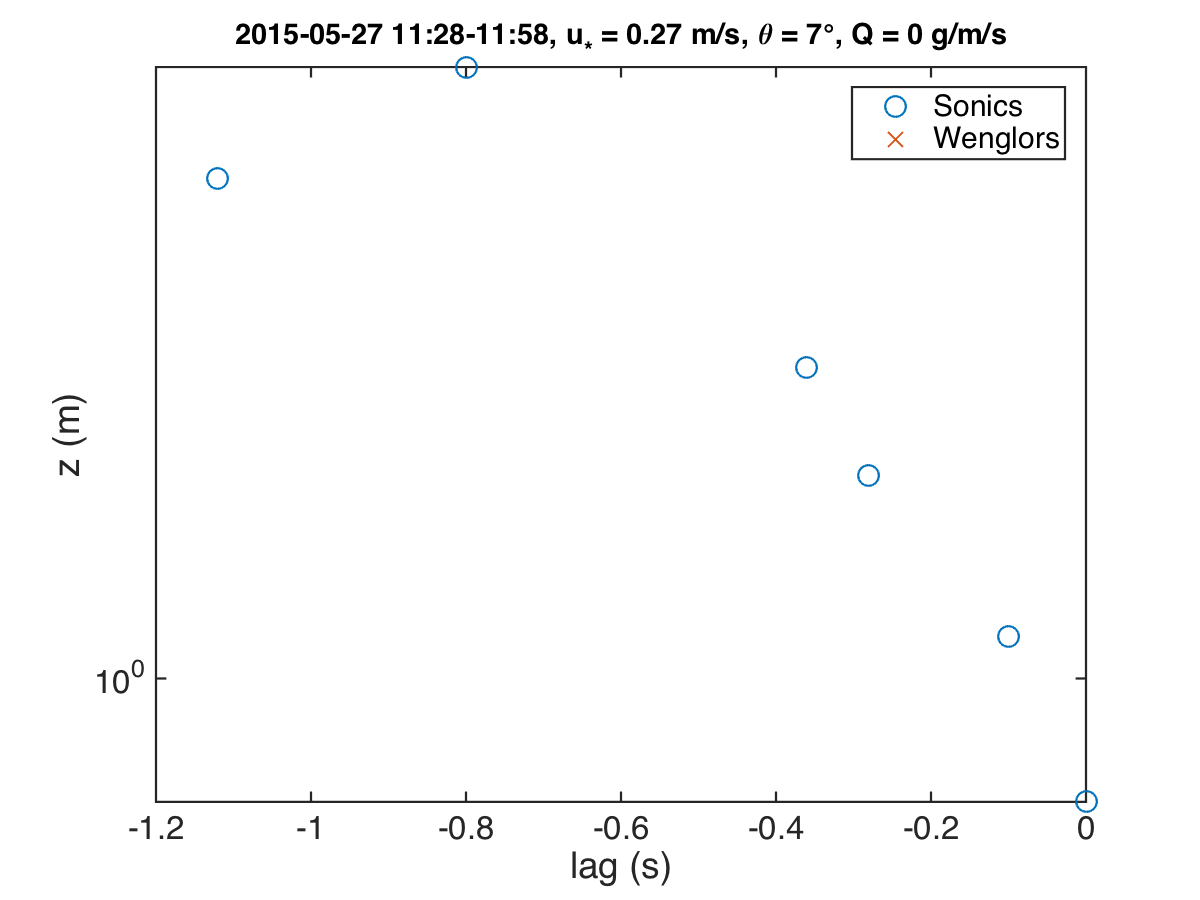 2015-05-27 11:28-11:58, u* = 0.27 m/s, θ = 7°, Q = 0 g/m/s
Sonics
Wenglors
z (m)
10⁰
-1.2 -1 -0.8 -0.6 -0.4 -0.2 0
lag (s)